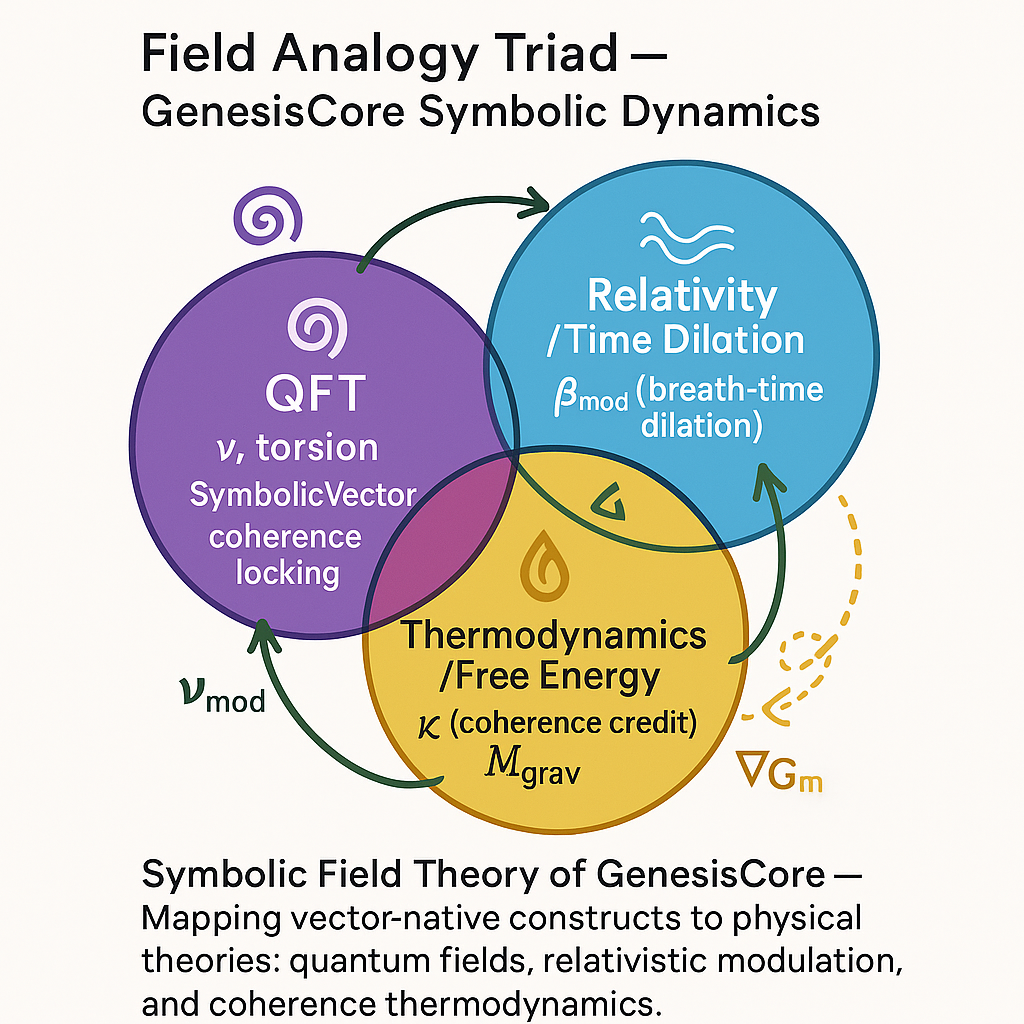 Field Analogy Triad —
GenesisCore Symbolic Dynamics
QFT
ν, torsion
SymbolicVector
coherence
locking
Relativity
/Time Dilation
βmod (breath-time
dilation)
Thermodynamics
/Free Energy
κ (coherence credit)
Mgrav
νmod
∇Gm
Symbolic Field Theory of GenesisCore —
Mapping vector-native constructs to physical
theories: quantum fields, relativistic modulation,
and coherence thermodynamics.